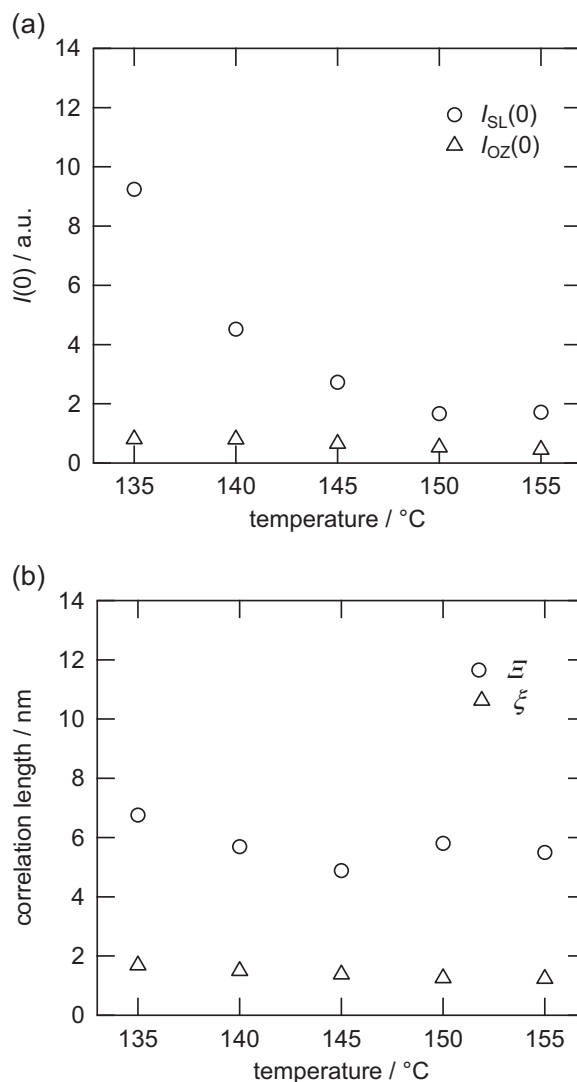 (a)
14
12
10
8
6
4
2
0
I(0) / a.u.
I_SL(0)
I_OZ(0)
135 140 145 150 155
temperature / °C
(b)
14
12
10
8
6
4
2
0
correlation length / nm
Ξ
ξ
135 140 145 150 155
temperature / °C